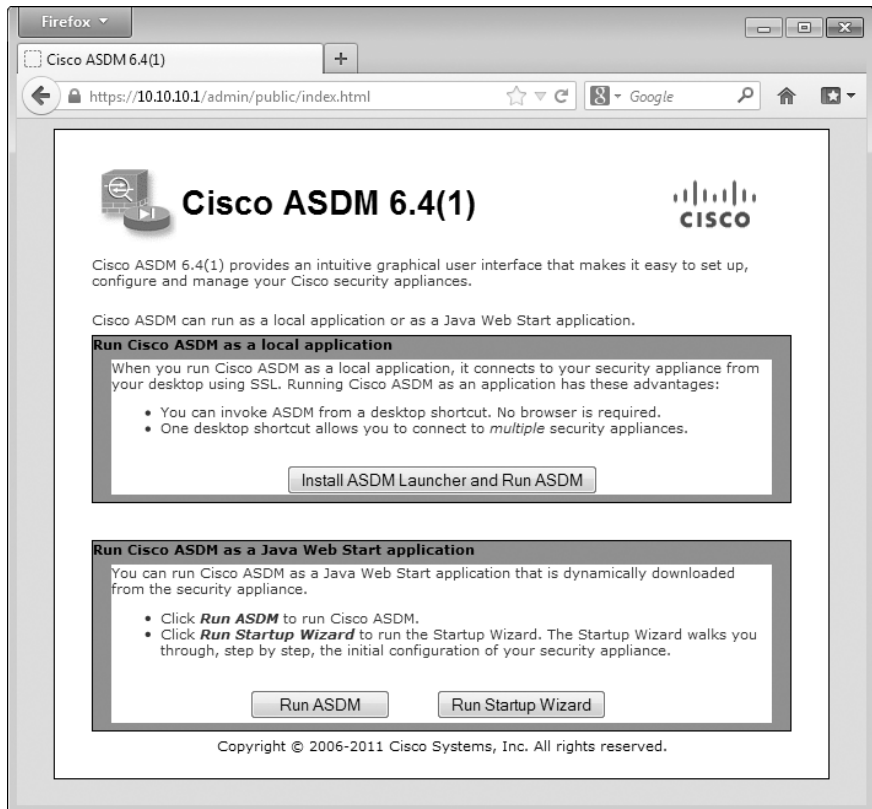 Firefox
Cisco ASDM 6.4(1)
https://10.10.10.1/admin/public/index.html
Google
Cisco ASDM 6.4(1)
CISCO
Cisco ASDM 6.4(1) provides an intuitive graphical user interface that makes it easy to set up,
configure and manage your Cisco security appliances.
Cisco ASDM can run as a local application or as a Java Web Start application.
Run Cisco ASDM as a local application
When you run Cisco ASDM as a local application, it connects to your security appliance from
your desktop using SSL. Running Cisco ASDM as an application has these advantages:
• You can invoke ASDM from a desktop shortcut. No browser is required.
• One desktop shortcut allows you to connect to multiple security appliances.
Install ASDM Launcher and Run ASDM
Run Cisco ASDM as a Java Web Start application
You can run Cisco ASDM as a Java Web Start application that is dynamically downloaded
from the security appliance.
• Click Run ASDM to run Cisco ASDM.
• Click Run Startup Wizard to run the Startup Wizard. The Startup Wizard walks you
through, step by step, the initial configuration of your security appliance.
Run ASDM
Run Startup Wizard
Copyright © 2006-2011 Cisco Systems, Inc. All rights reserved.